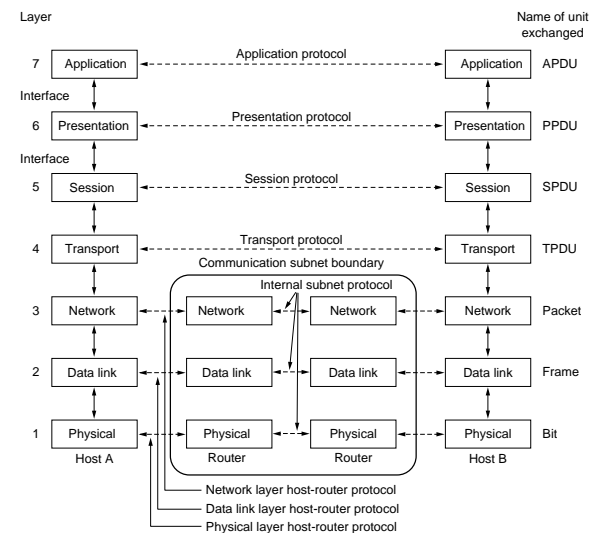 Layer
Name of unit
exchanged
Application protocol
7 Application Application APDU
Interface
Presentation protocol
6 Presentation Presentation PPDU
Interface
Session protocol
5 Session Session SPDU
Transport protocol
4 Transport Transport TPDU
Communication subnet boundary
Internal subnet protocol
3 Network Network Network Network Packet
2 Data link Data link Data link Data link Frame
1 Physical Physical Physical Physical Bit
Host A Router Router Host B
Network layer host-router protocol
Data link layer host-router protocol
Physical layer host-router protocol